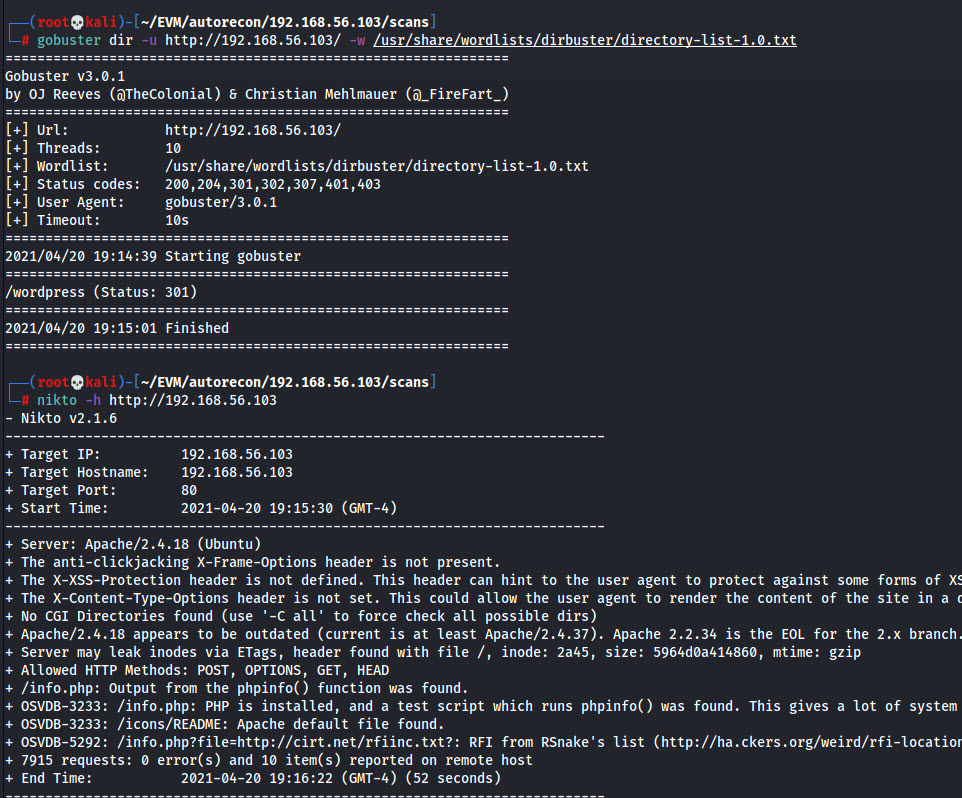 ┌──(root💀kali)-[~/EVM/autorecon/192.168.56.103/scans]
└─# gobuster dir -u http://192.168.56.103/ -w /usr/share/wordlists/dirbuster/directory-list-1.0.txt
===============================================================
Gobuster v3.0.1
by OJ Reeves (@TheColonial) & Christian Mehlmauer (@_FireFart_)
===============================================================
[+] Url:            http://192.168.56.103/
[+] Threads:        10
[+] Wordlist:       /usr/share/wordlists/dirbuster/directory-list-1.0.txt
[+] Status codes:   200,204,301,302,307,401,403
[+] User Agent:     gobuster/3.0.1
[+] Timeout:        10s
===============================================================
2021/04/20 19:14:39 Starting gobuster
===============================================================
/wordpress (Status: 301)
===============================================================
2021/04/20 19:15:01 Finished
===============================================================
┌──(root💀kali)-[~/EVM/autorecon/192.168.56.103/scans]
└─# nikto -h http://192.168.56.103
- Nikto v2.1.6
---------------------------------------------------------------------------
+ Target IP:          192.168.56.103
+ Target Hostname:    192.168.56.103
+ Target Port:        80
+ Start Time:         2021-04-20 19:15:30 (GMT-4)
---------------------------------------------------------------------------
+ Server: Apache/2.4.18 (Ubuntu)
+ The anti-clickjacking X-Frame-Options header is not present.
+ The X-XSS-Protection header is not defined. This header can hint to the user agent to protect against some forms of XS
+ The X-Content-Type-Options header is not set. This could allow the user agent to render the content of the site in a d
+ No CGI Directories found (use '-C all' to force check all possible dirs)
+ Apache/2.4.18 appears to be outdated (current is at least Apache/2.4.37). Apache 2.2.34 is the EOL for the 2.x branch.
+ Server may leak inodes via ETags, header found with file /, inode: 2a45, size: 5964d0a414860, mtime: gzip
+ Allowed HTTP Methods: POST, OPTIONS, GET, HEAD
+ /info.php: Output from the phpinfo() function was found.
+ OSVDB-3233: /info.php: PHP is installed, and a test script which runs phpinfo() was found. This gives a lot of system
+ OSVDB-3233: /icons/README: Apache default file found.
+ OSVDB-5292: /info.php?file=http://cirt.net/rfiinc.txt?: RFI from RSnake's list (http://ha.ckers.org/weird/rfi-location
+ 7915 requests: 0 error(s) and 10 item(s) reported on remote host
+ End Time:           2021-04-20 19:16:22 (GMT-4) (52 seconds)
---------------------------------------------------------------------------